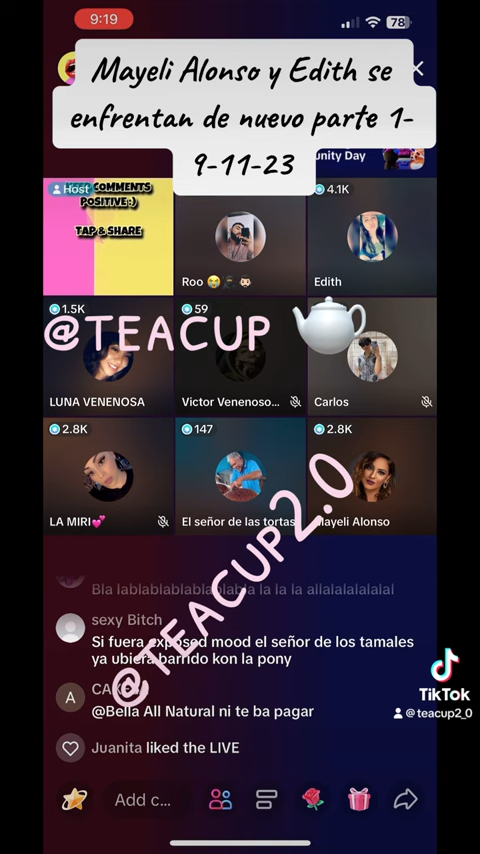 9:19
78
Mayeli Alonso y Edith se
enfrentan de nuevo parte 1-
9-11-23
unity Day
Host
COMMENTS
POSITIVE :)
TAP & SHARE
4.1K
Roo
Edith
1.5K
59
@TEACUP
LUNA VENENOSA
Victor Venenoso...
Carlos
2.8K
147
2.8K
LA MIRI
El señor de las tortas
Mayeli Alonso
@TEACUP2.0
Bla lablablablablablabla la la la allalalalalalal
sexy Bitch
Si fuera exposed mood el señor de los tamales
ya ubiera barrido kon la pony
A
@Bella All Natural ni te ba pagar
Juanita liked the LIVE
TikTok
@teacup2_0
Add c...